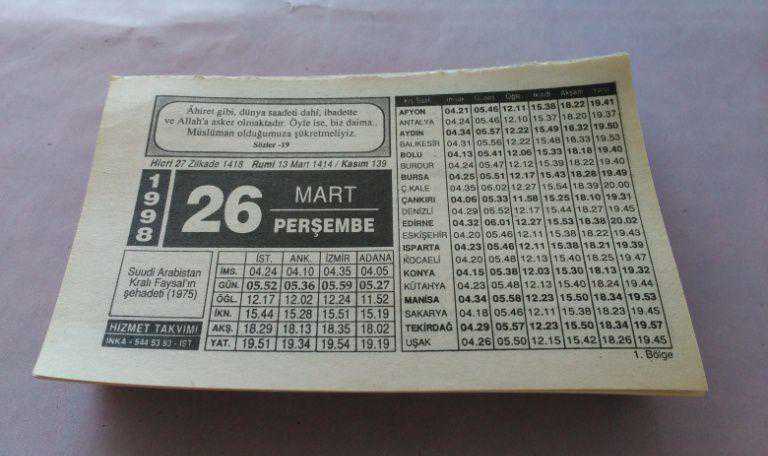 Âhiret gibi, dünya saadeti dahi, ibadette
ve Allah'a asker olmaktadır. Öyle ise, biz daima
Müslüman olduğumuza şükretmeliyiz.
Sözler -19
Hicri 27 Zilkade 1418 Rumi 13 Mart 1414 / Kasım 139
1998
26
MART
PERŞEMBE
Suudi Arabistan
Kralı Faysal'ın
şehadeti (1975)
HİZMET TAKVİMİ
İST. ANK. İZMİR ADANA
İMS. 04.24 04.10 04.35 04.05
GÜN. 05.52 05.36 05.59 05.27
ÖĞL. 12.17 12.02 12.24 11.52
İKN. 15.44 15.28 15.51 15.19
AKŞ. 18.29 18.13 18.35 18.02
YAT. 19.51 19.34 19.54 19.19
AFYON 04.21 05.46 12.11 15.38 18.22 19.41
ANTALYA 04.24 05.46 12.10 15.37 18.20 19.37
AYDIN 04.34 05.57 12.22 15.49 18.32 19.50
BALIKESİR 04.31 05.56 12.22 15.48 18.33 19.53
BOLU 04.13 05.41 12.06 15.33 18.18 19.40
BURDUR 04.24 05.47 12.12 15.39 18.22 19.40
BURSA 04.25 05.51 12.17 15.43 18.28 19.49
Ç.KALE 04.35 05.02 12.27 15.54 18.39 20.00
ÇANKIRI 04.06 05.33 11.58 15.25 18.10 19.31
DENİZLİ 04.29 05.52 12.17 15.44 18.27 19.45
EDİRNE 04.32 06.01 12.27 15.53 18.38 20.02
ESKİŞEHİR 04.20 05.46 12.11 15.38 18.22 19.43
ISPARTA 04.23 05.46 12.11 15.38 18.21 19.39
KOCAELİ 04.20 05.48 12.13 15.40 18.25 19.47
KONYA 04.15 05.38 12.03 15.30 18.13 19.32
KÜTAHYA 04.23 05.48 12.13 15.40 18.24 19.44
MANİSA 04.34 05.58 12.23 15.50 18.34 19.53
SAKARYA 04.18 05.46 12.11 15.38 18.23 19.45
TEKİRDAĞ 04.29 05.57 12.23 15.50 18.34 19.57
UŞAK 04.26 05.50 12.15 15.42 18.26 19.45
1. Bölge